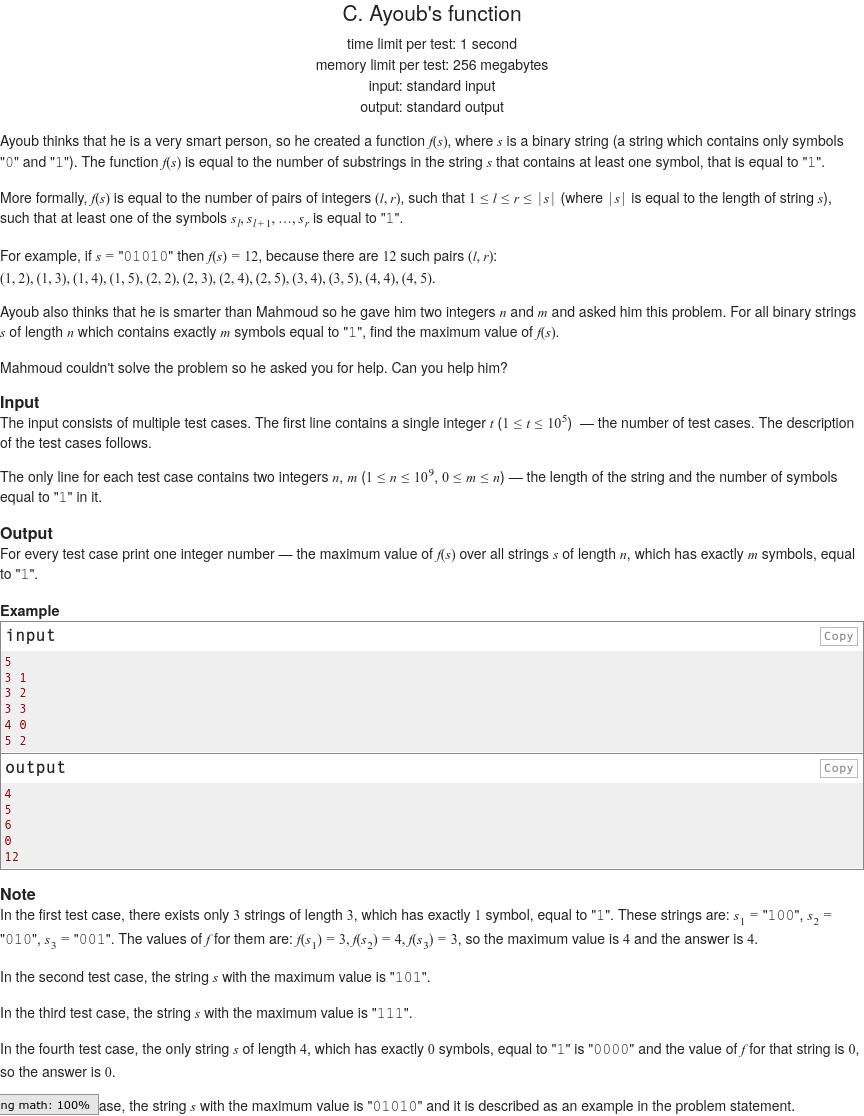 C. Ayoub's function
time limit per test: 1 second
memory limit per test: 256 megabytes
input: standard input
output: standard output
Ayoub thinks that he is a very smart person, so he created a function f(s), where s is a binary string (a string which contains only symbols
"0" and "1"). The function f(s) is equal to the number of substrings in the string s that contains at least one symbol, that is equal to "1".
More formally, f(s) is equal to the number of pairs of integers (l, r), such that 1 ≤ l ≤ r ≤ |s| (where |s| is equal to the length of string s),
such that at least one of the symbols s_l, s_{l+1}, …, s_r is equal to "1".
For example, if s = "01010" then f(s) = 12, because there are 12 such pairs (l, r):
(1, 2), (1, 3), (1, 4), (1, 5), (2, 2), (2, 3), (2, 4), (2, 5), (3, 4), (3, 5), (4, 4), (4, 5).
Ayoub also thinks that he is smarter than Mahmoud so he gave him two integers n and m and asked him this problem. For all binary strings
s of length n which contains exactly m symbols equal to "1", find the maximum value of f(s).
Mahmoud couldn't solve the problem so he asked you for help. Can you help him?
Input
The input consists of multiple test cases. The first line contains a single integer t (1 ≤ t ≤ 10^5) — the number of test cases. The description
of the test cases follows.
The only line for each test case contains two integers n, m (1 ≤ n ≤ 10^9, 0 ≤ m ≤ n) — the length of the string and the number of symbols
equal to "1" in it.
Output
For every test case print one integer number — the maximum value of f(s) over all strings s of length n, which has exactly m symbols, equal
to "1".
Example
input
Copy
5
3 1
3 2
3 3
4 0
5 2
output
Copy
4
5
6
0
12
Note
In the first test case, there exists only 3 strings of length 3, which has exactly 1 symbol, equal to "1". These strings are: s_1 = "100", s_2 =
"010", s_3 = "001". The values of f for them are: f(s_1) = 3, f(s_2) = 4, f(s_3) = 3, so the maximum value is 4 and the answer is 4.
In the second test case, the string s with the maximum value is "101".
In the third test case, the string s with the maximum value is "111".
In the fourth test case, the only string s of length 4, which has exactly 0 symbols, equal to "1" is "0000" and the value of f for that string is 0,
so the answer is 0.
ng math: 100% ase, the string s with the maximum value is "01010" and it is described as an example in the problem statement.